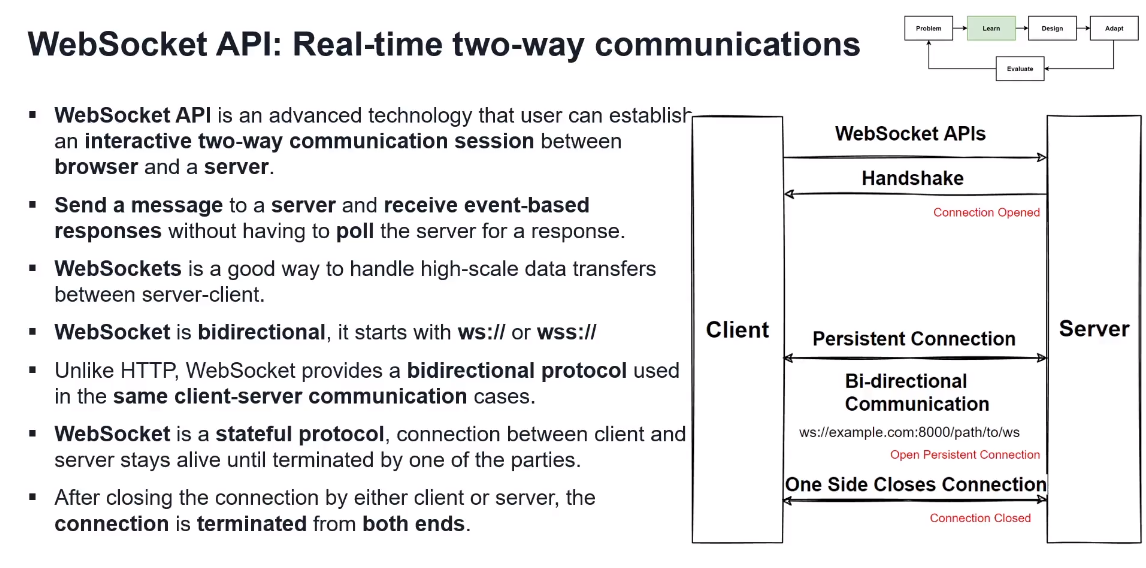 WebSocket API: Real-time two-way communications
Problem
Learn
Design
Adapt
Evaluate
▪ WebSocket API is an advanced technology that user can establish
an interactive two-way communication session between
browser and a server.
▪ Send a message to a server and receive event-based
responses without having to poll the server for a response.
▪ WebSockets is a good way to handle high-scale data transfers
between server-client.
▪ WebSocket is bidirectional, it starts with ws:// or wss://
▪ Unlike HTTP, WebSocket provides a bidirectional protocol used
in the same client-server communication cases.
▪ WebSocket is a stateful protocol, connection between client and
server stays alive until terminated by one of the parties.
▪ After closing the connection by either client or server, the
connection is terminated from both ends.
Client
WebSocket APIs
Handshake
Connection Opened
Persistent Connection
Bi-directional
Communication
ws://example.com:8000/path/to/ws
Open Persistent Connection
One Side Closes Connection
Connection Closed
Server